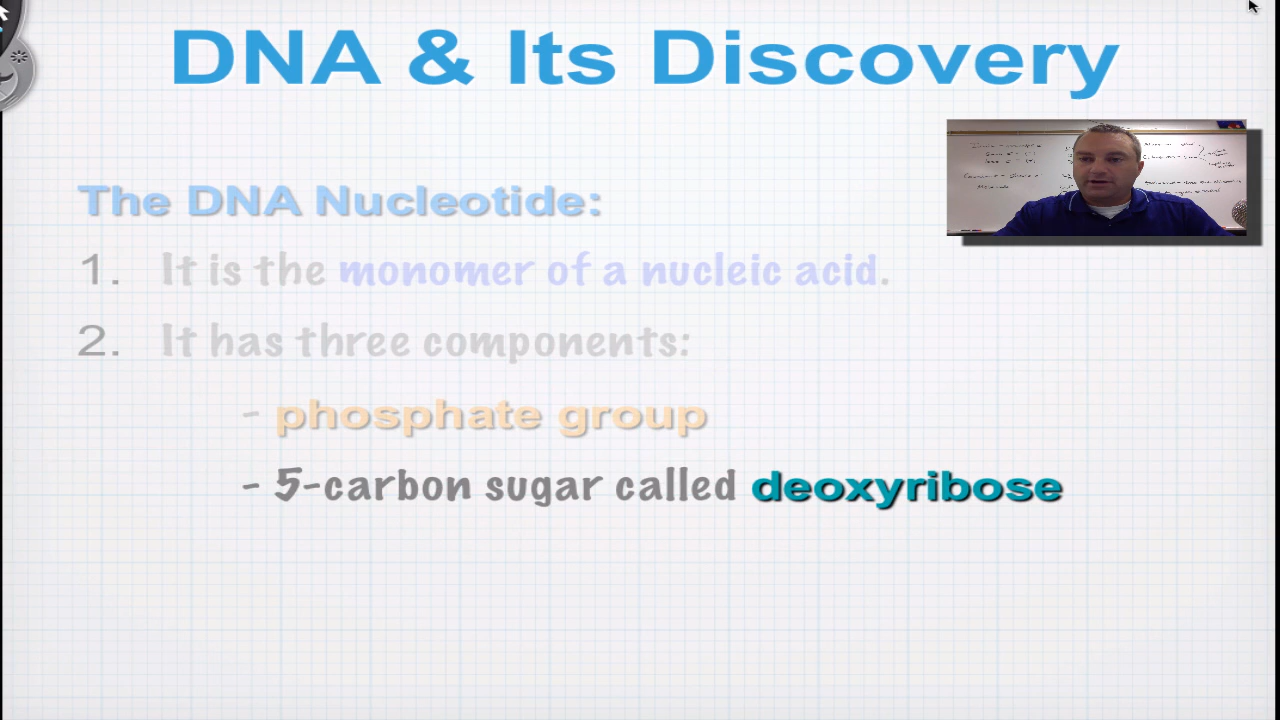 DNA & Its Discovery
The DNA Nucleotide:
1. It is the monomer of a nucleic acid.
2. It has three components:
- phosphate group
- 5-carbon sugar called deoxyribose